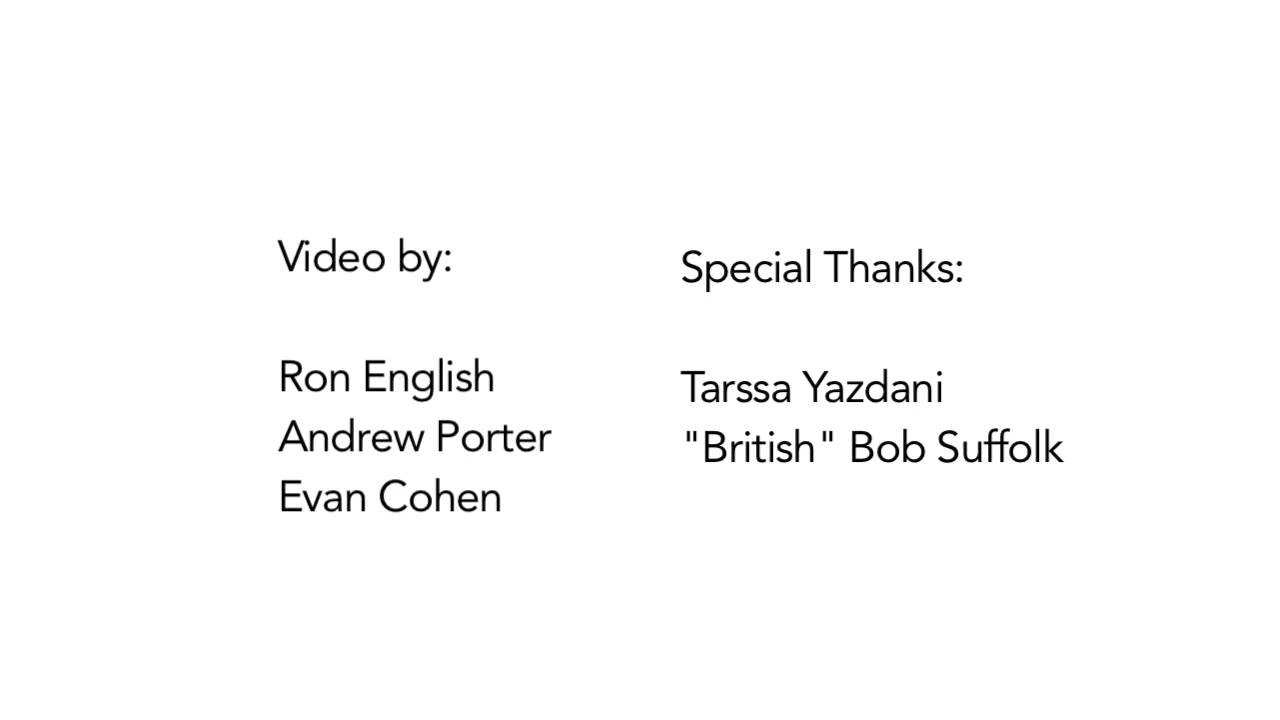 Video by:
Ron English
Andrew Porter
Evan Cohen
Special Thanks:
Tarssa Yazdani
"British" Bob Suffolk